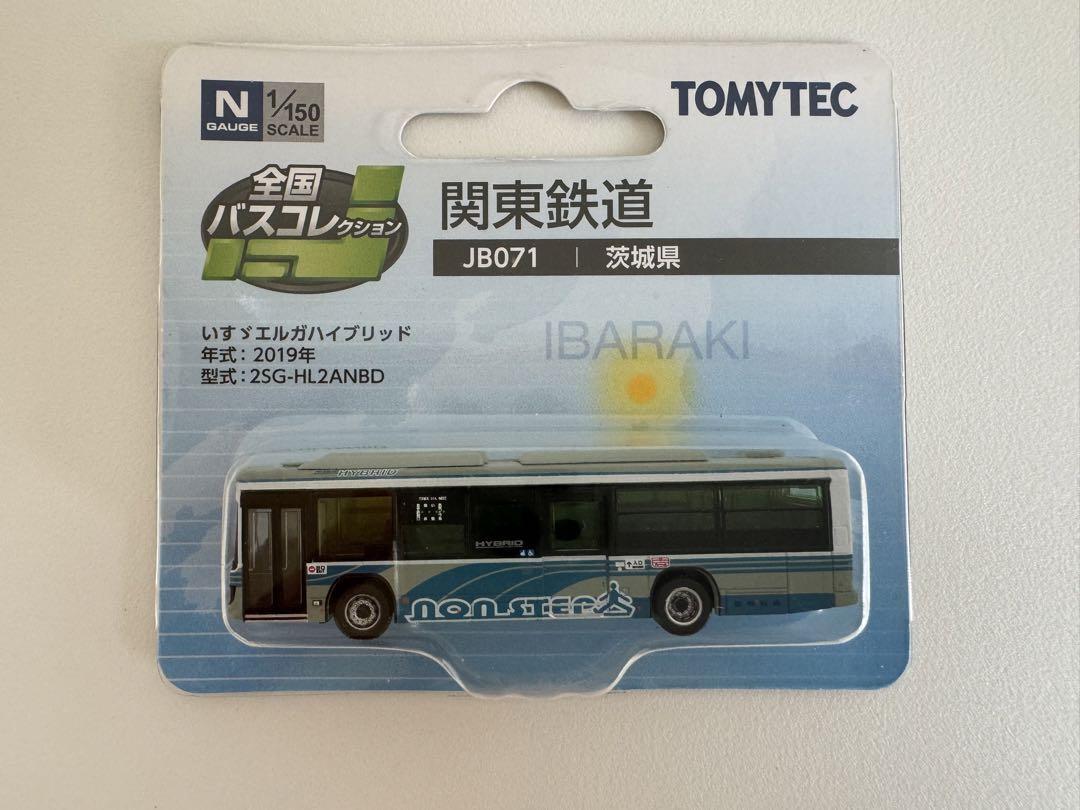 N GAUGE 1/150 SCALE
TOMYTEC
全国
バスコレクション
関東鉄道
JB071 | 茨城県
いすゞエルガハイブリッド
年式：2019年
型式：2SG-HL2ANBD
IBARAKI
HYBRID
HYBRID
入口
non.STEP